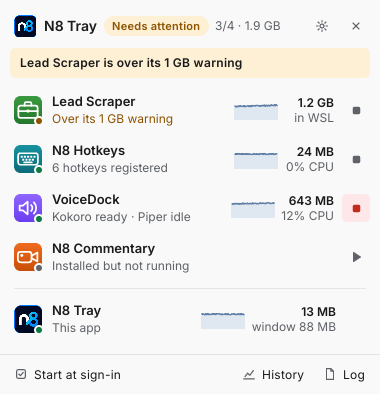 n8 N8 Tray Needs attention 3/4 · 1.9 GB
Lead Scraper is over its 1 GB warning
Lead Scraper 1.2 GB
Over its 1 GB warning in WSL
N8 Hotkeys 24 MB
6 hotkeys registered 0% CPU
VoiceDock 643 MB
Kokoro ready · Piper idle 12% CPU
N8 Commentary
Installed but not running
n8 N8 Tray 13 MB
This app window 88 MB
Start at sign-in History Log